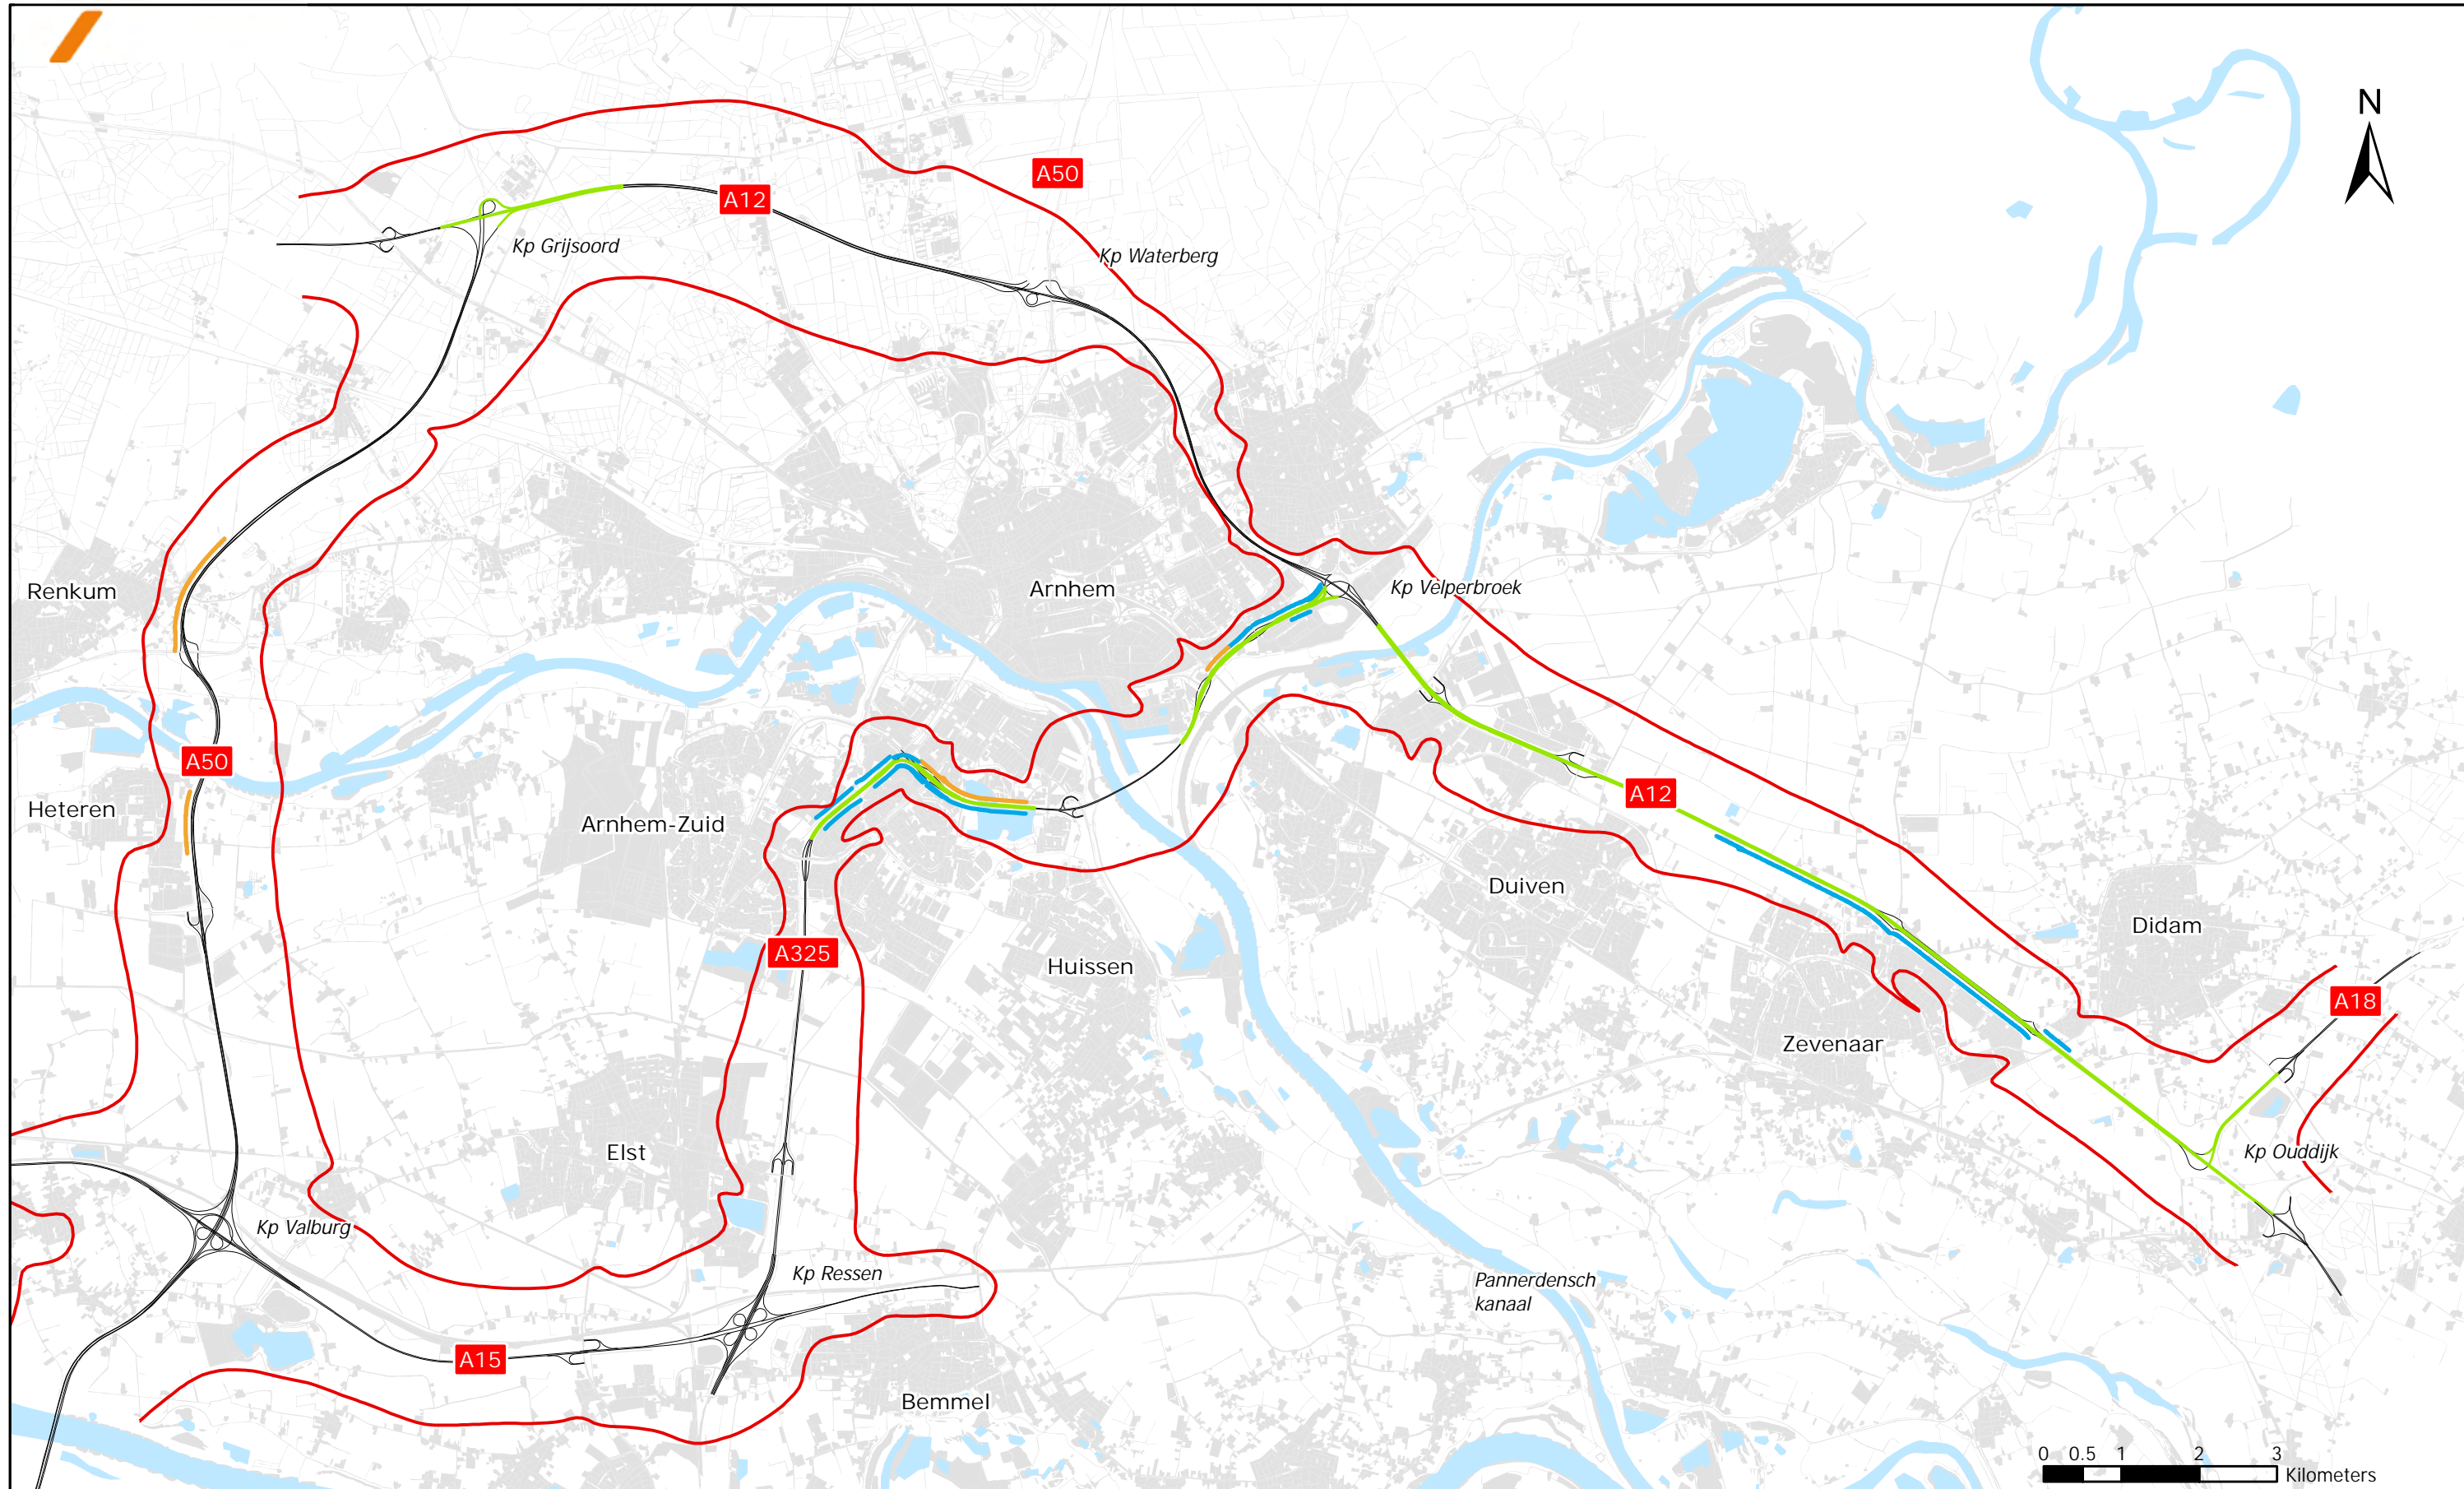 N
A50
A12
Kp Grijsoord
Kp Waterberg
Renkum
Arnhem
Kp Velperbroek
A50
Heteren
Arnhem-Zuid
A12
Duiven
Didam
A325
Huissen
A18
Zevenaar
Elst
Kp Ouddijk
Kp Valburg
Kp Ressen
Pannerdensch
kanaal
A15
Bemmel
0 0.5 1 2 3
Kilometers